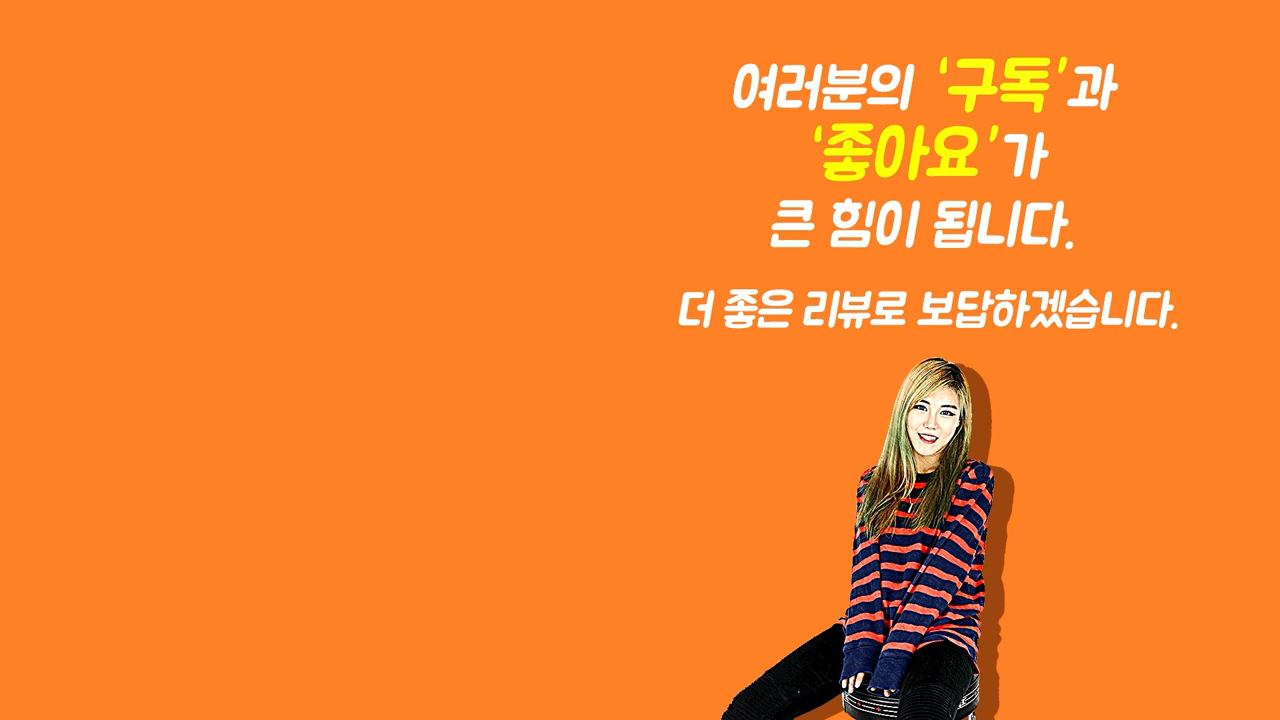 여러분의 '구독'과
'좋아요'가
큰 힘이 됩니다.
더 좋은 리뷰로 보답하겠습니다.